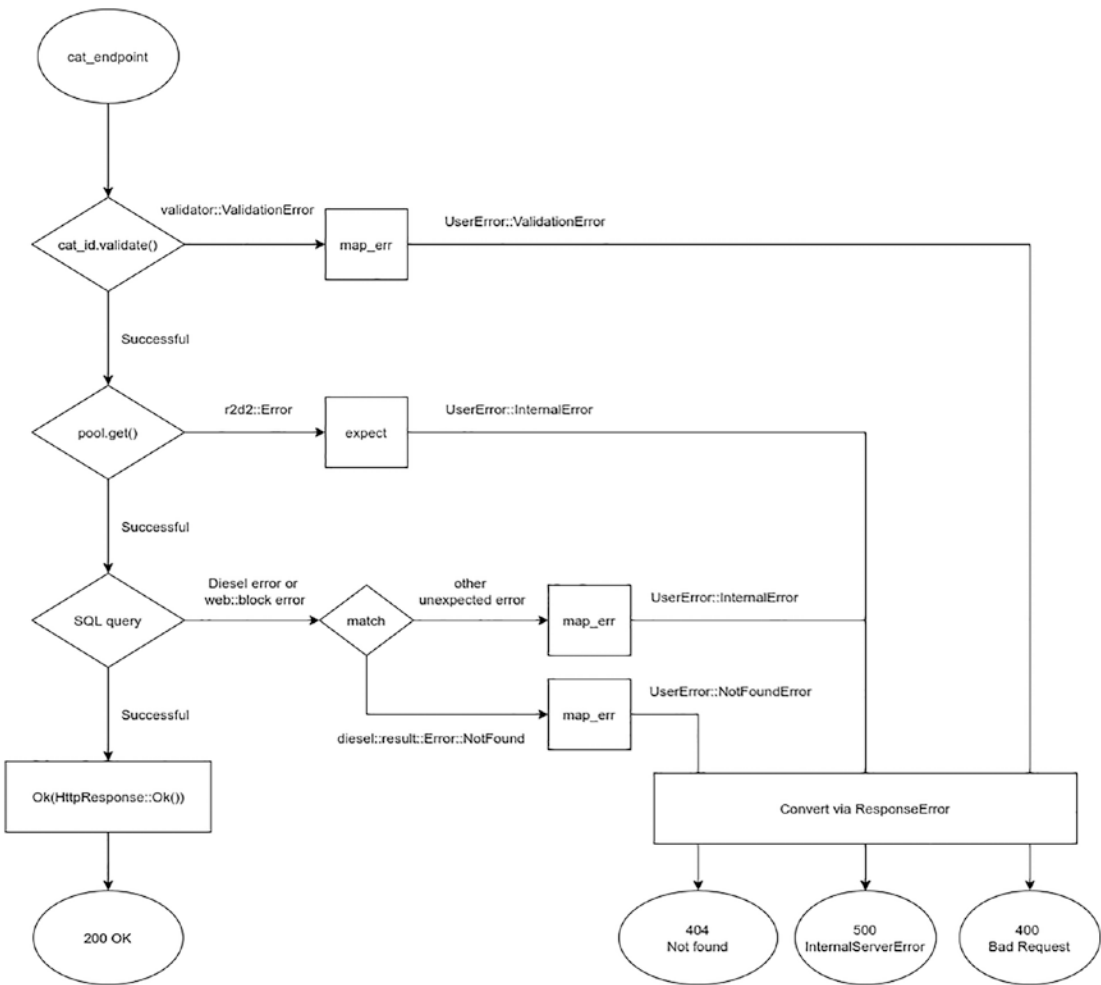 cat_endpoint
validator::ValidationError
UserError::ValidationError
cat_id.validate()
map_err
Successful
r2d2::Error
UserError::InternalError
pool.get()
expect
Successful
Diesel error or
web::block error
other
unexpected error
UserError::InternalError
SQL query
match
map_err
UserError::NotFoundError
Successful
map_err
diesel::result::Error::NotFound
Ok(HttpResponse::Ok())
Convert via ResponseError
200 OK
404
Not found
500
InternalServerError
400
Bad Request